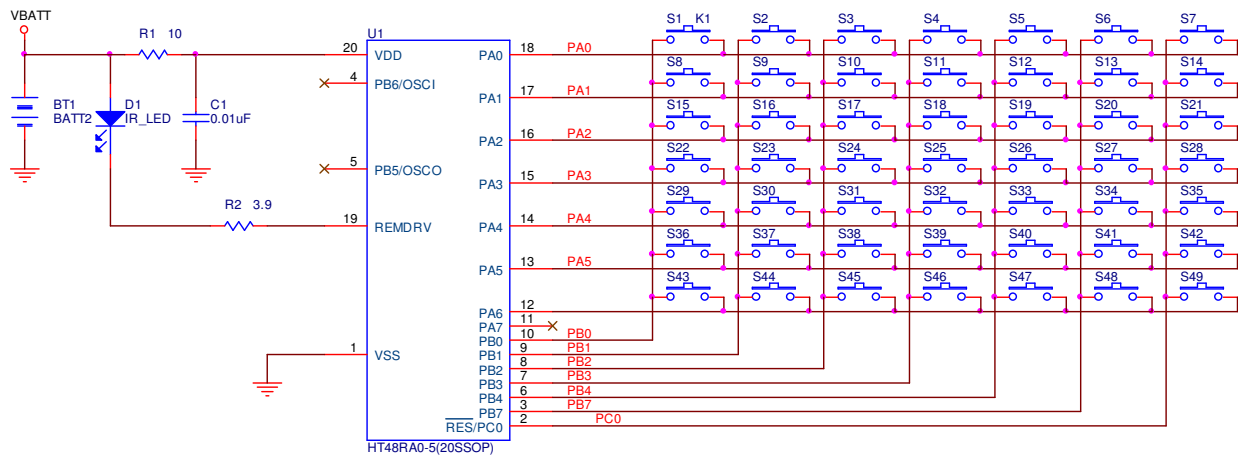 VBATT
R1 10
BT1
BATT2
D1
IR_LED
C1
0.01uF
R2 3.9
U1
20 VDD
4 PB6/OSCI
5 PB5/OSCO
19 REMDRV
1 VSS
PA0 18 PA0
PA1 17 PA1
PA2 16 PA2
PA3 15 PA3
PA4 14 PA4
PA5 13 PA5
PA6 12
PA7 11
PB0 10 PB0
PB1 9 PB1
PB2 8 PB2
PB3 7 PB3
PB4 6 PB4
PB7 3 PB7
RES/PC0 2 PC0
HT48RA0-5(20SSOP)
S1 K1 S2 S3 S4 S5 S6 S7
S8 S9 S10 S11 S12 S13 S14
S15 S16 S17 S18 S19 S20 S21
S22 S23 S24 S25 S26 S27 S28
S29 S30 S31 S32 S33 S34 S35
S36 S37 S38 S39 S40 S41 S42
S43 S44 S45 S46 S47 S48 S49